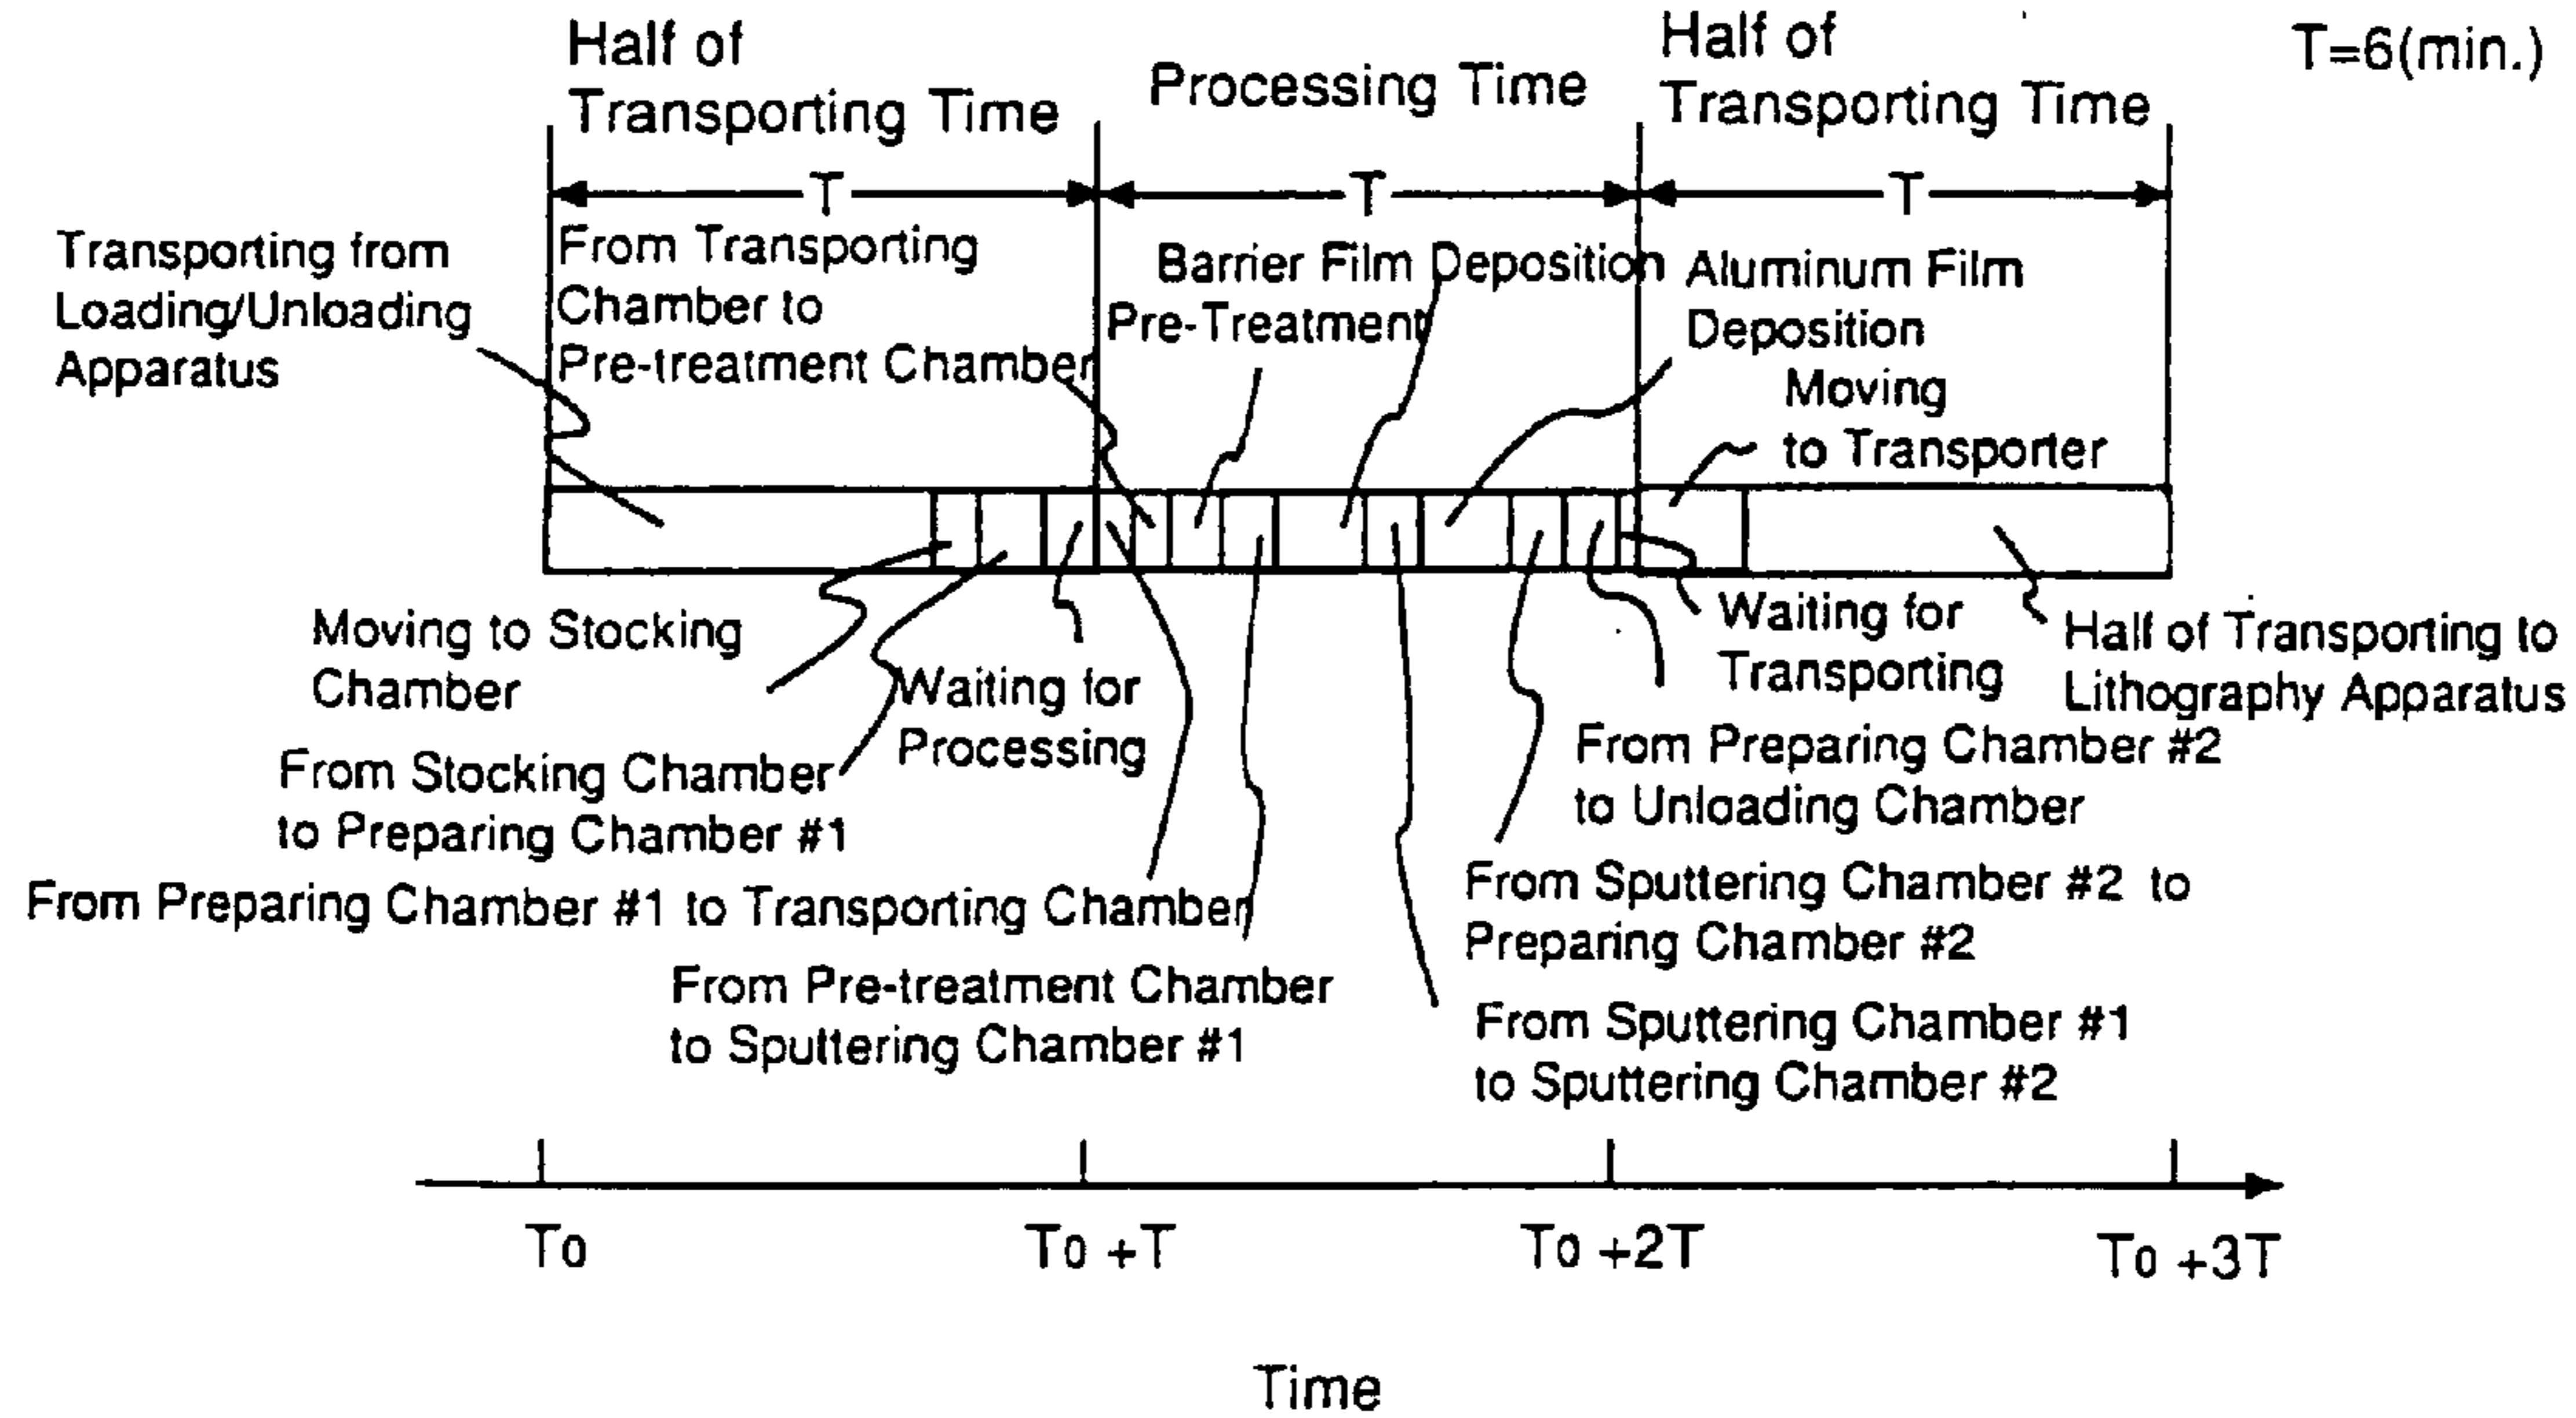 Half of
Transporting Time
Processing Time
Half of
Transporting Time
T=6(min.)
T
T
T
Transporting from
Loading/Unloading
Apparatus
From Transporting
Chamber to
Pre-treatment Chamber
Barrier Film Deposition
Pre-Treatment
Aluminum Film
Deposition
Moving
to Transporter
Moving to Stocking
Chamber
Waiting for
Processing
From Stocking Chamber
to Preparing Chamber #1
From Preparing Chamber #1 to Transporting Chamber
From Pre-treatment Chamber
to Sputtering Chamber #1
Waiting for
Transporting
Half of Transporting to
Lithography Apparatus
From Preparing Chamber #2
to Unloading Chamber
From Sputtering Chamber #2 to
Preparing Chamber #2
From Sputtering Chamber #1
to Sputtering Chamber #2
To
To +T
To +2T
To +3T
Time